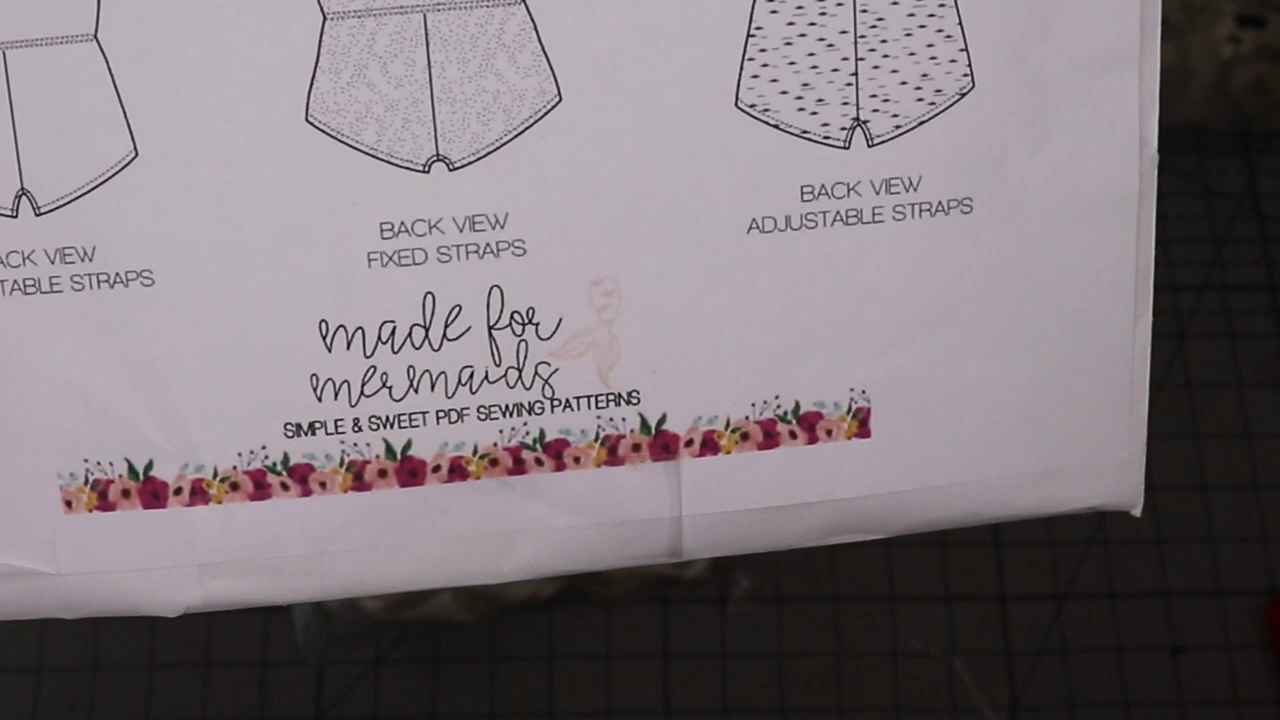 ACK VIEW
TABLE STRAPS
BACK VIEW
FIXED STRAPS
BACK VIEW
ADJUSTABLE STRAPS
made for
mermaids
SIMPLE & SWEET PDF SEWING PATTERNS